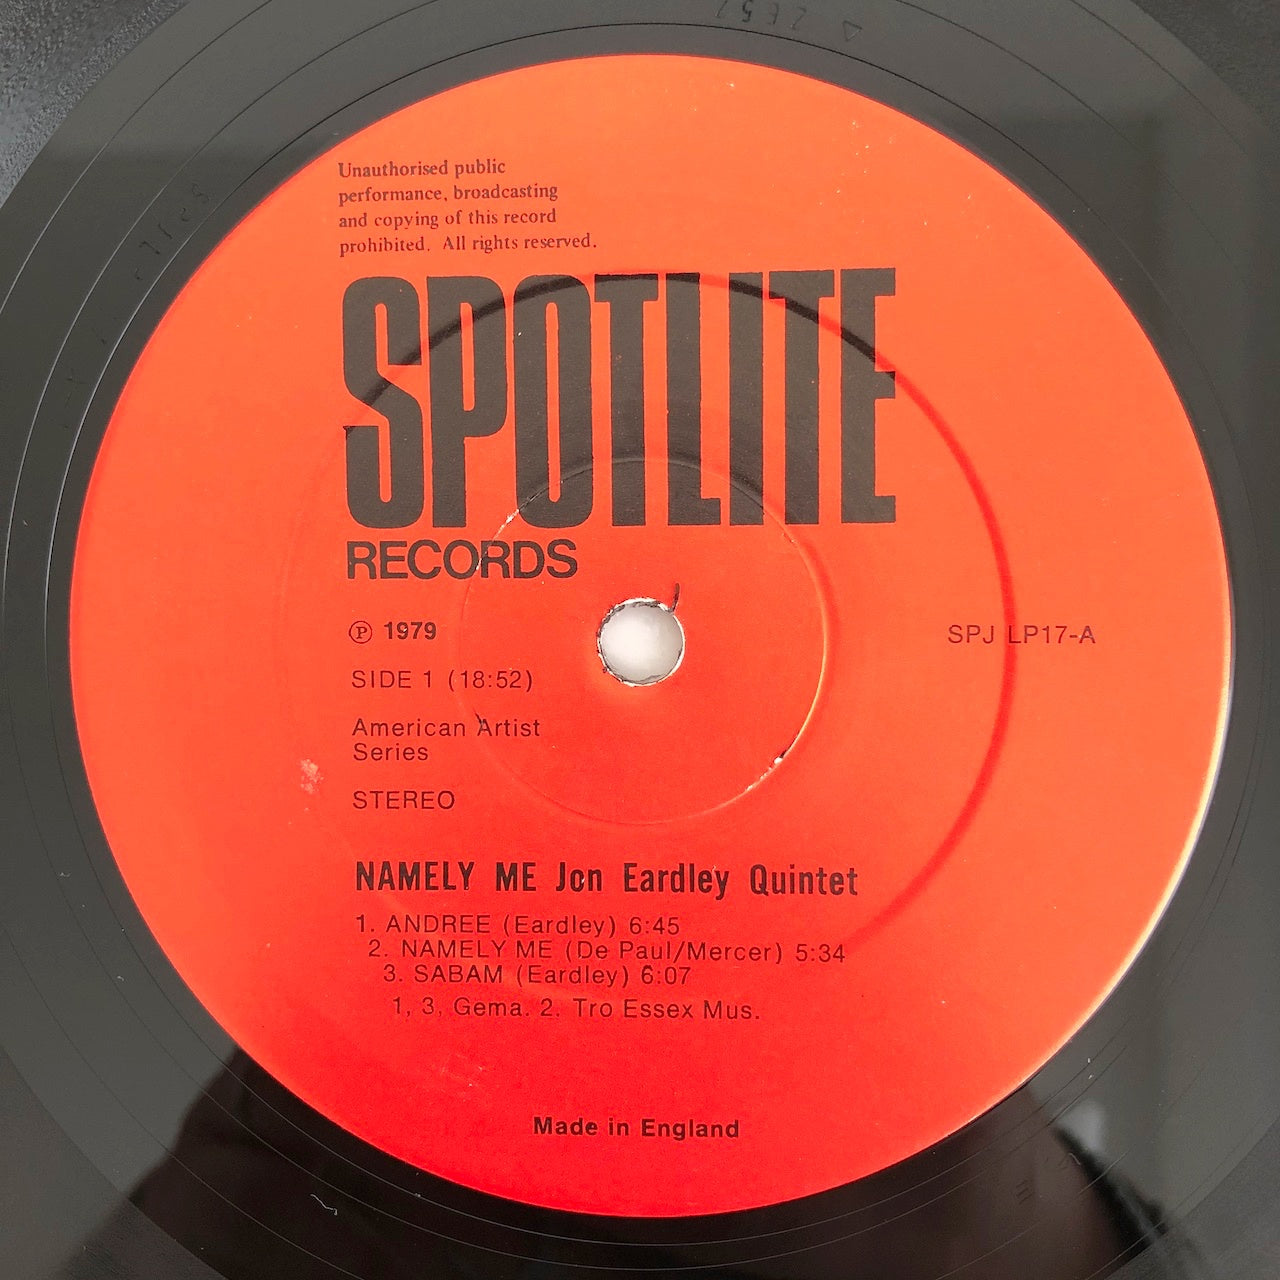 Unauthorised public
performance, broadcasting
and copying of this record
prohibited. All rights reserved.
SPOTLITE
RECORDS
Ⓟ 1979
SPJ LP17-A
SIDE 1 (18:52)
American Artist
Series
STEREO
NAMELY ME Jon Eardley Quintet
1. ANDREE (Eardley) 6:45
2. NAMELY ME (De Paul/Mercer) 5:34
3. SABAM (Eardley) 6:07
1, 3, Gema. 2. Tro Essex Mus.
Made in England